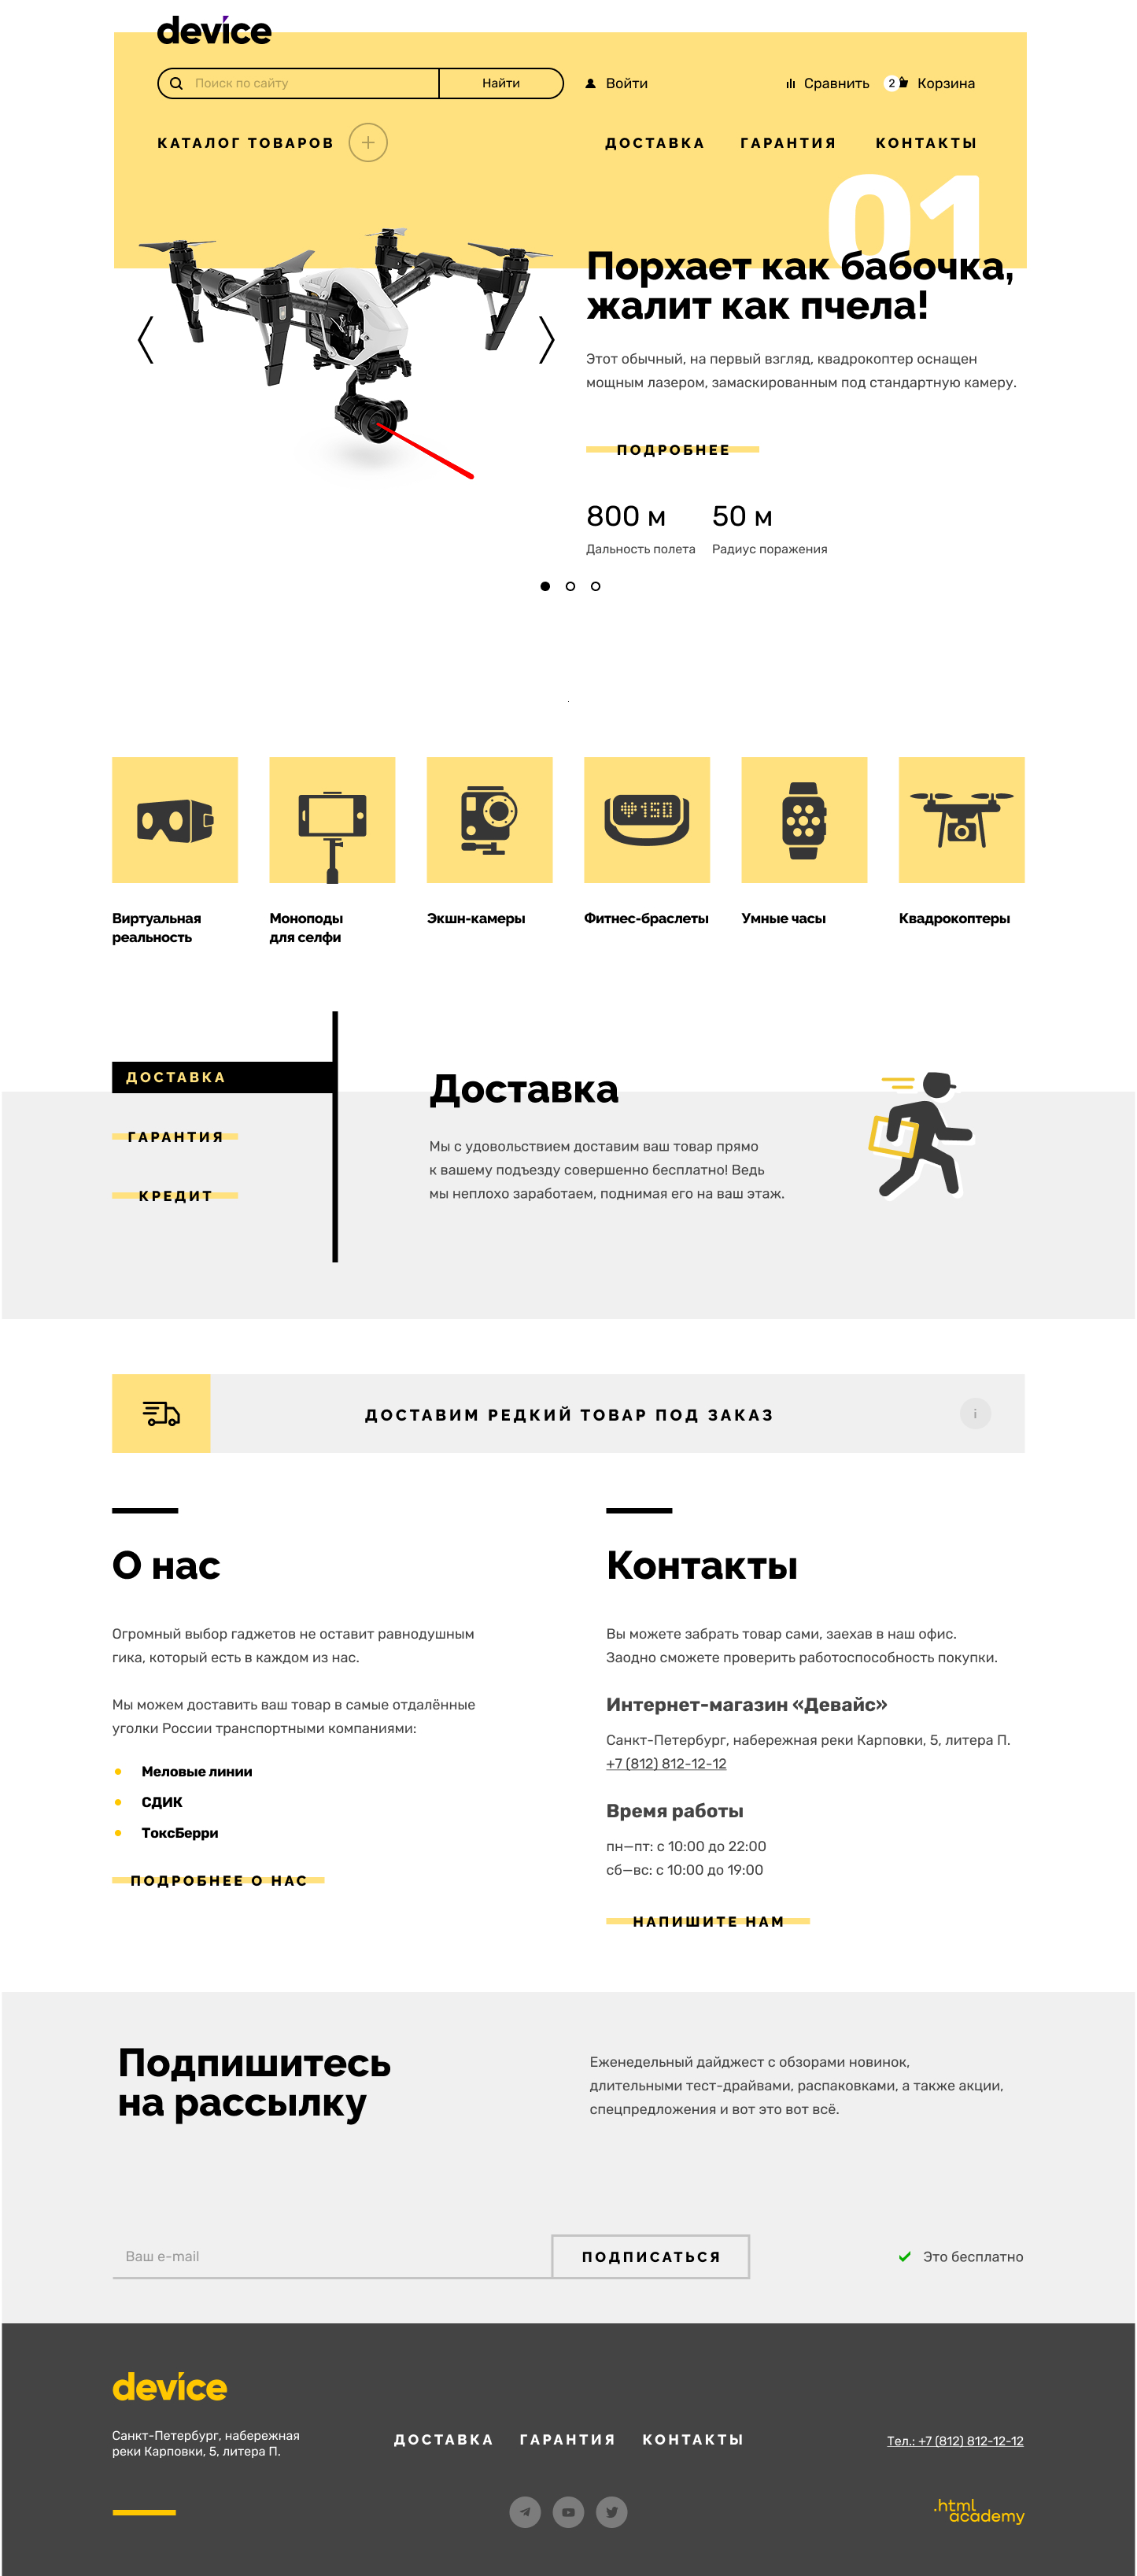 device
Поиск по сайту
Найти
Войти
Сравнить
2
Корзина
КАТАЛОГ ТОВАРОВ
ДОСТАВКА
ГАРАНТИЯ
КОНТАКТЫ
01
Порхает как бабочка,
жалит как пчела!
Этот обычный, на первый взгляд, квадрокоптер оснащен
мощным лазером, замаскированным под стандартную камеру.
ПОДРОБНЕЕ
800 м
50 м
Дальность полета
Радиус поражения
150
Виртуальная
реальность
Моноподы
для селфи
Экшн-камеры
Фитнес-браслеты
Умные часы
Квадрокоптеры
ДОСТАВКА
ГАРАНТИЯ
КРЕДИТ
Доставка
Мы с удовольствием доставим ваш товар прямо
к вашему подъезду совершенно бесплатно! Ведь
мы неплохо заработаем, поднимая его на ваш этаж.
ДОСТАВИМ РЕДКИЙ ТОВАР ПОД ЗАКАЗ
i
О нас
Огромный выбор гаджетов не оставит равнодушным
гика, который есть в каждом из нас.
Мы можем доставить ваш товар в самые отдалённые
уголки России транспортными компаниями:
Меловые линии
СДИК
ТоксБерри
ПОДРОБНЕЕ О НАС
Контакты
Вы можете забрать товар сами, заехав в наш офис.
Заодно сможете проверить работоспособность покупки.
Интернет-магазин «Девайс»
Санкт-Петербург, набережная реки Карповки, 5, литера П.
+7 (812) 812-12-12
Время работы
пн—пт: с 10:00 до 22:00
сб—вс: с 10:00 до 19:00
НАПИШИТЕ НАМ
Подпишитесь
на рассылку
Еженедельный дайджест с обзорами новинок,
длительными тест-драйвами, распаковками, а также акции,
спецпредложения и вот это вот всё.
Ваш e-mail
ПОДПИСАТЬСЯ
Это бесплатно
device
Санкт-Петербург, набережная
реки Карповки, 5, литера П.
ДОСТАВКА
ГАРАНТИЯ
КОНТАКТЫ
Тел.: +7 (812) 812-12-12
.html
academy